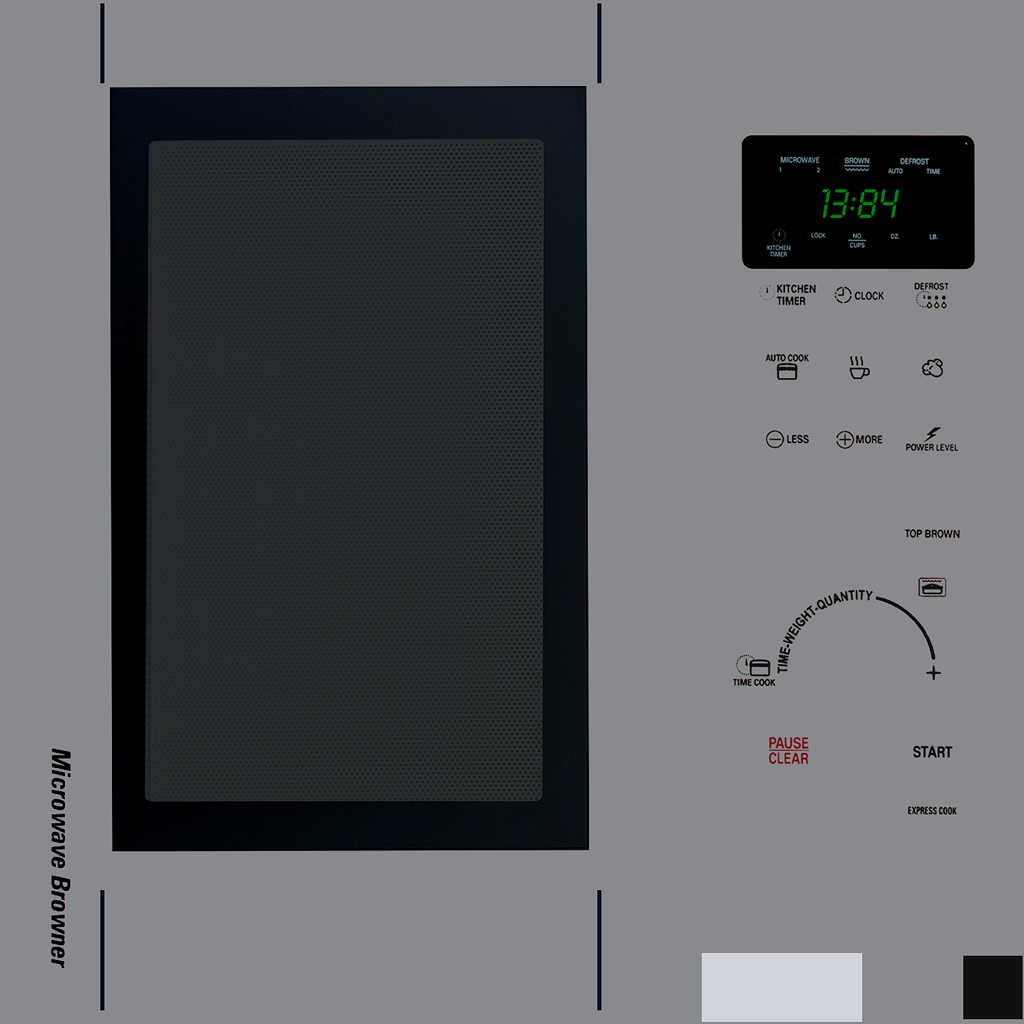 MICROWAVE BROWN DEFROST
1 2 AUTO TIME
13:84
LOCK NO. OZ. LB.
CUPS
KITCHEN
TIMER
KITCHEN
TIMER
CLOCK
DEFROST
AUTO COOK
LESS
MORE
POWER LEVEL
TOP BROWN
TIME-WEIGHT-QUANTITY
TIME COOK
PAUSE
CLEAR
START
EXPRESS COOK
Microwave Browner